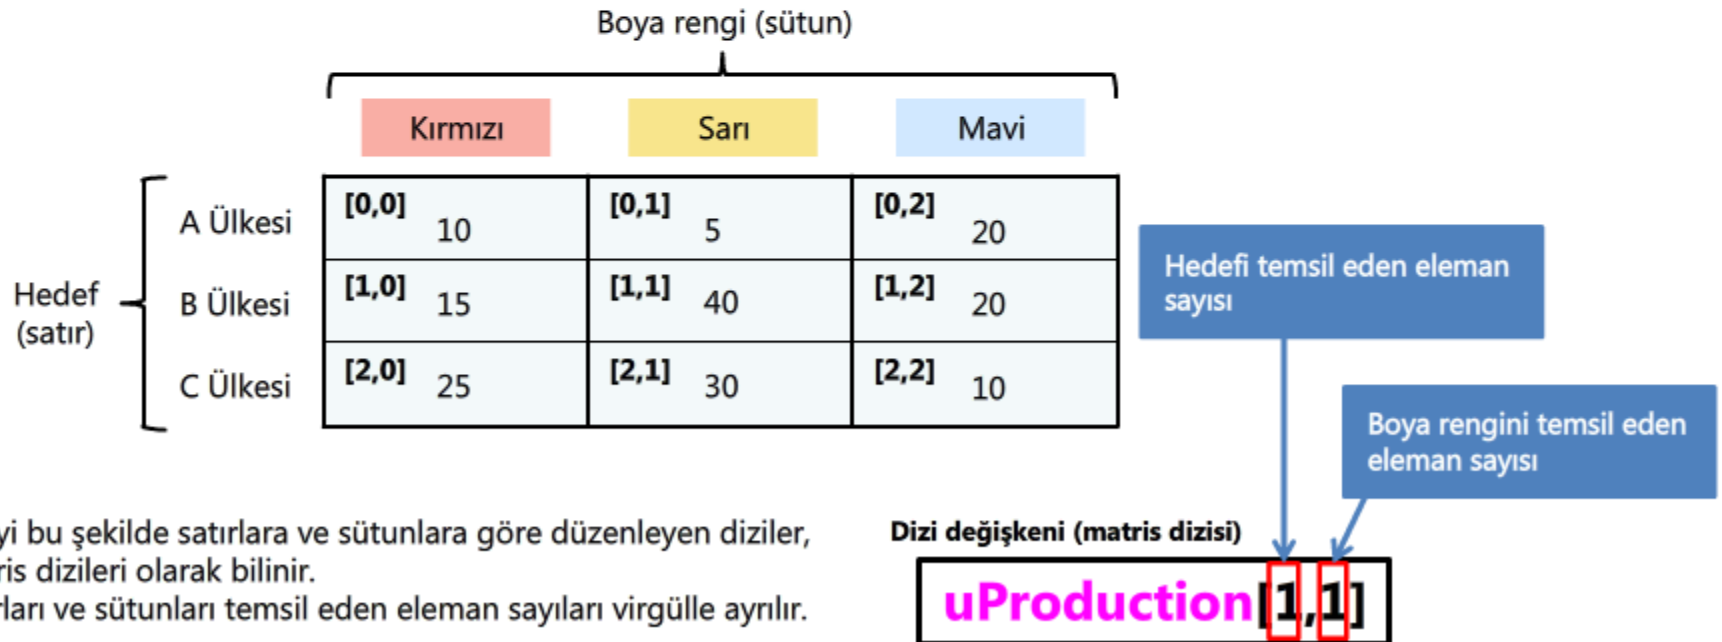 Boya rengi (sütun)
Kırmızı Sarı Mavi
A Ülkesi [0,0] 10 [0,1] 5 [0,2] 20
Hedef
(satır)
B Ülkesi [1,0] 15 [1,1] 40 [1,2] 20
C Ülkesi [2,0] 25 [2,1] 30 [2,2] 10
Hedefi temsil eden eleman
sayısı
Boya rengini temsil eden
eleman sayısı
bu şekilde satırlara ve sütunlara göre düzenleyen diziler,
dizileri olarak bilinir.
ve sütunları temsil eden eleman sayıları virgülle ayrılır.
Dizi değişkeni (matris dizisi)
uProduction[1,1]